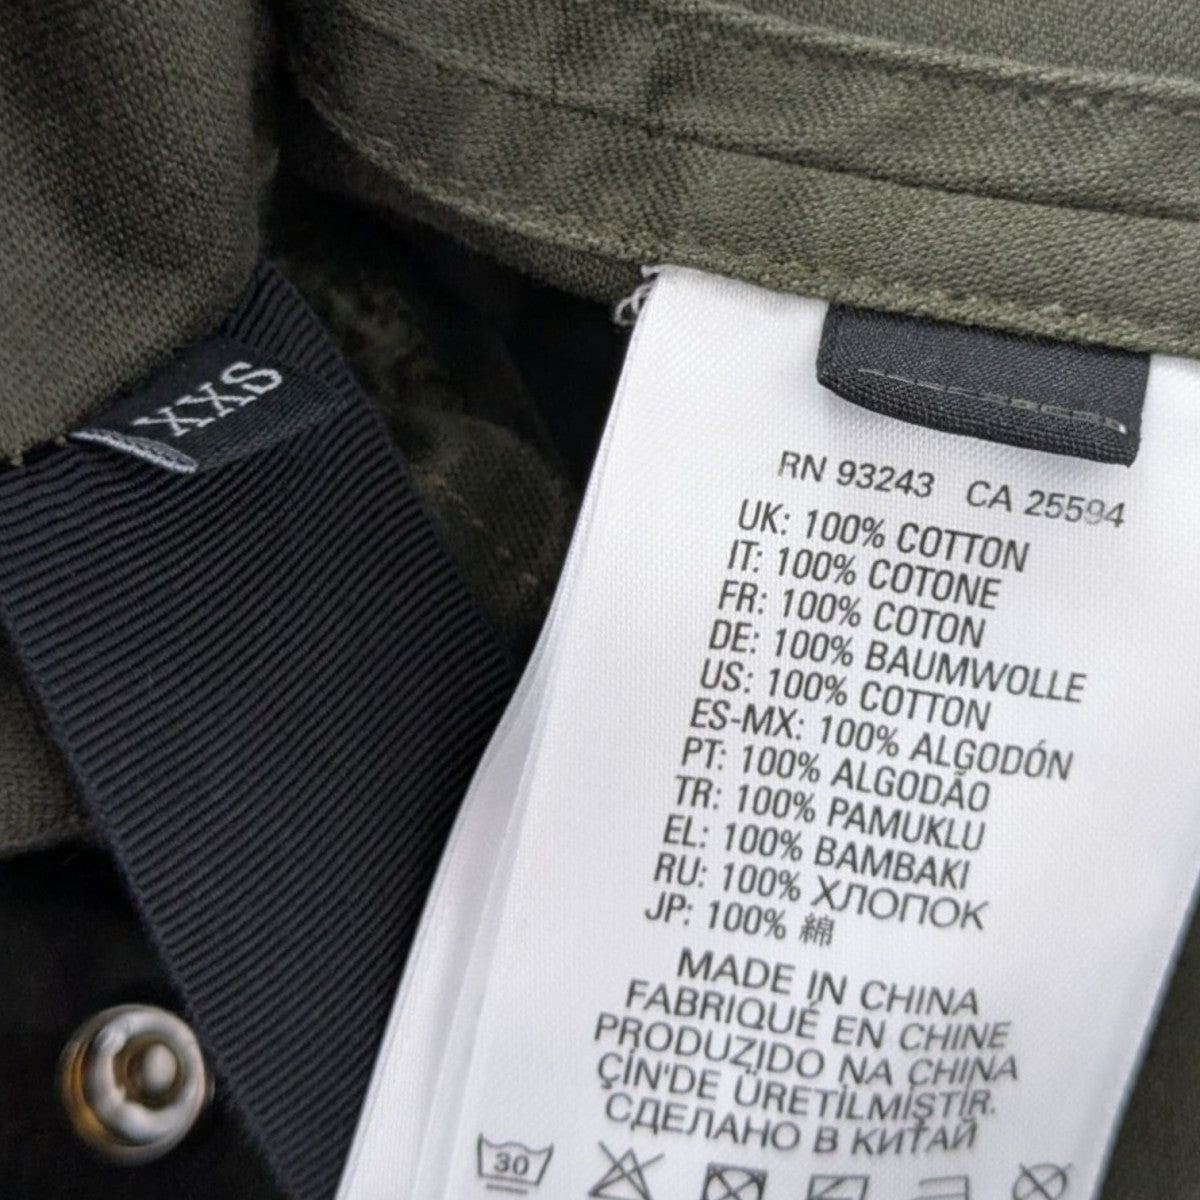 XXS
RN 93243 CA 25594
UK: 100% COTTON
IT: 100% COTONE
FR: 100% COTON
DE: 100% BAUMWOLLE
US: 100% COTTON
ES-MX: 100% ALGODÓN
PT: 100% ALGODÃO
TR: 100% PAMUKLU
EL: 100% BAMBAKI
RU: 100% ХЛОПОК
JP: 100% 綿
MADE IN CHINA
FABRIQUÉ EN CHINE
PRODUZIDO NA CHINA
ÇİN'DE ÜRETİLMİŞTİR.
СДЕЛАНО В КИТАЙ
30